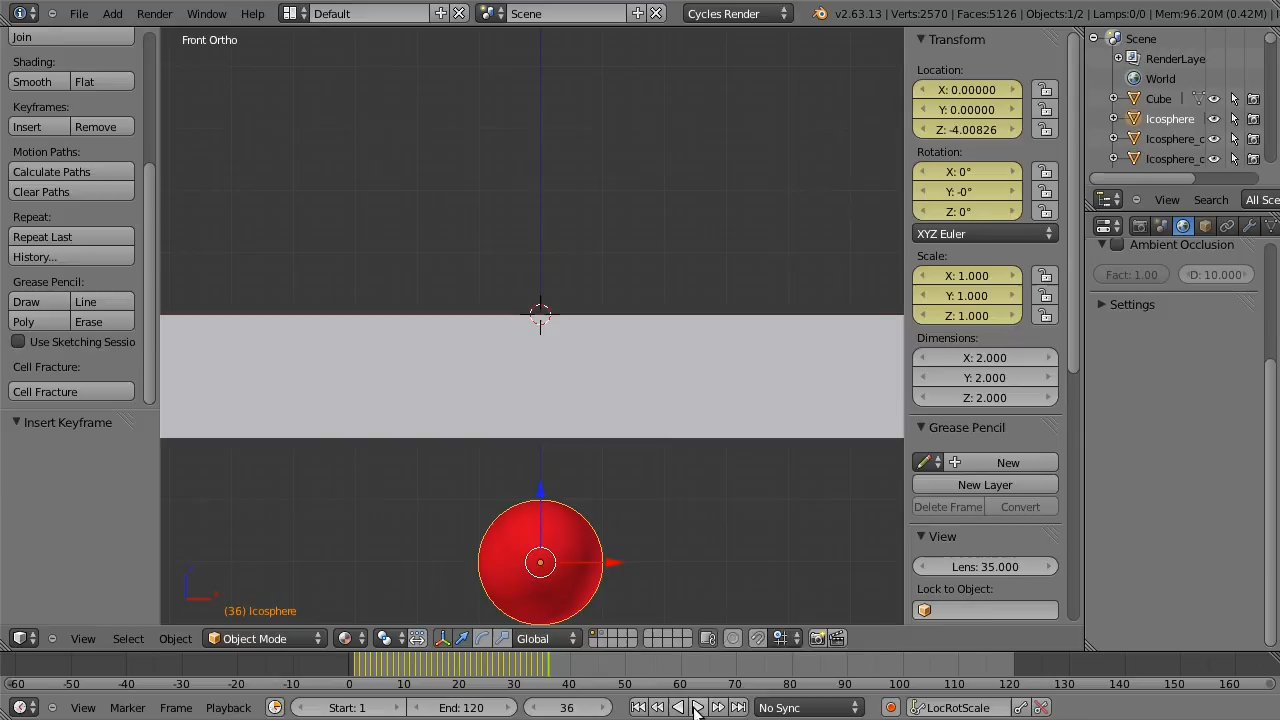 File Add Render Window Help Default Scene Cycles Render v2.63.13 | Verts:2570 | Faces:5126 | Objects:1/2 | Lamps:0/0 | Mem:96.20M (0.42M) | I
Join
Shading:
Smooth Flat
Keyframes:
Insert Remove
Motion Paths:
Calculate Paths
Clear Paths
Repeat:
Repeat Last
History...
Grease Pencil:
Draw Line
Poly Erase
Use Sketching Sessio
Cell Fracture:
Cell Fracture
Insert Keyframe
Front Ortho
(36) Icosphere
Transform
Location:
X: 0.00000
Y: 0.00000
Z: -4.00826
Rotation:
X: 0°
Y: -0°
Z: 0°
XYZ Euler
Scale:
X: 1.000
Y: 1.000
Z: 1.000
Dimensions:
X: 2.000
Y: 2.000
Z: 2.000
Grease Pencil
New
New Layer
Delete Frame Convert
View
Lens: 35.000
Lock to Object:
Scene
RenderLaye
World
Cube
Icosphere
Icosphere_c
Icosphere_c
View Search All Sce
Ambient Occlusion
Fact: 1.00 D: 10.000
Settings
View Select Object Object Mode Global
-60 -50 -40 -30 -20 -10 0 10 20 30 40 50 60 70 80 90 100 110 120 130 140 150 160
View Marker Frame Playback Start: 1 End: 120 36 No Sync LocRotScale